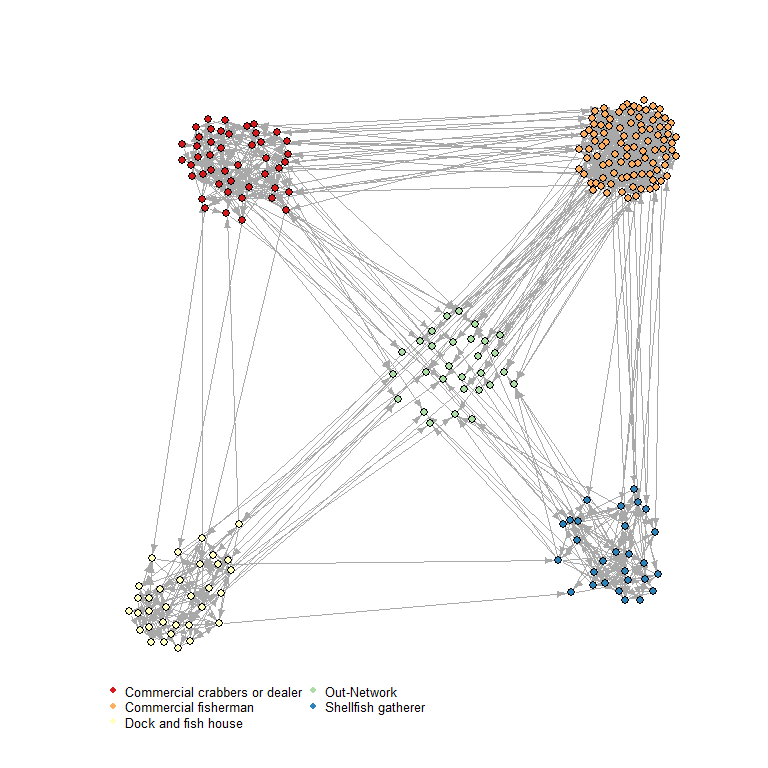 Commercial crabbers or dealer
Commercial fisherman
Dock and fish house
Out-Network
Shellfish gatherer